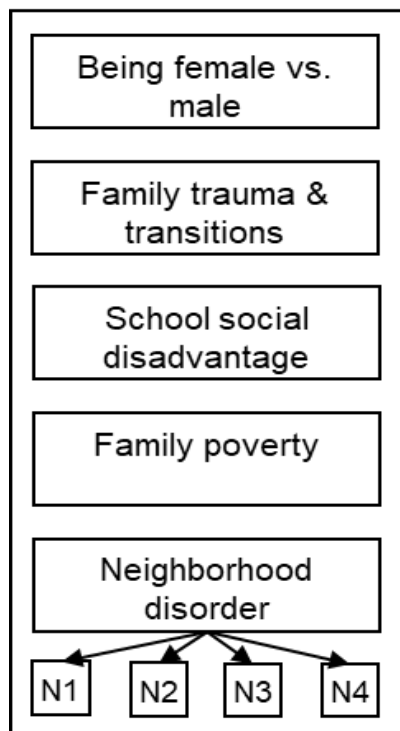 Being female vs.
male
Family trauma &
transitions
School social
disadvantage
Family poverty
Neighborhood
disorder
N1 N2 N3 N4